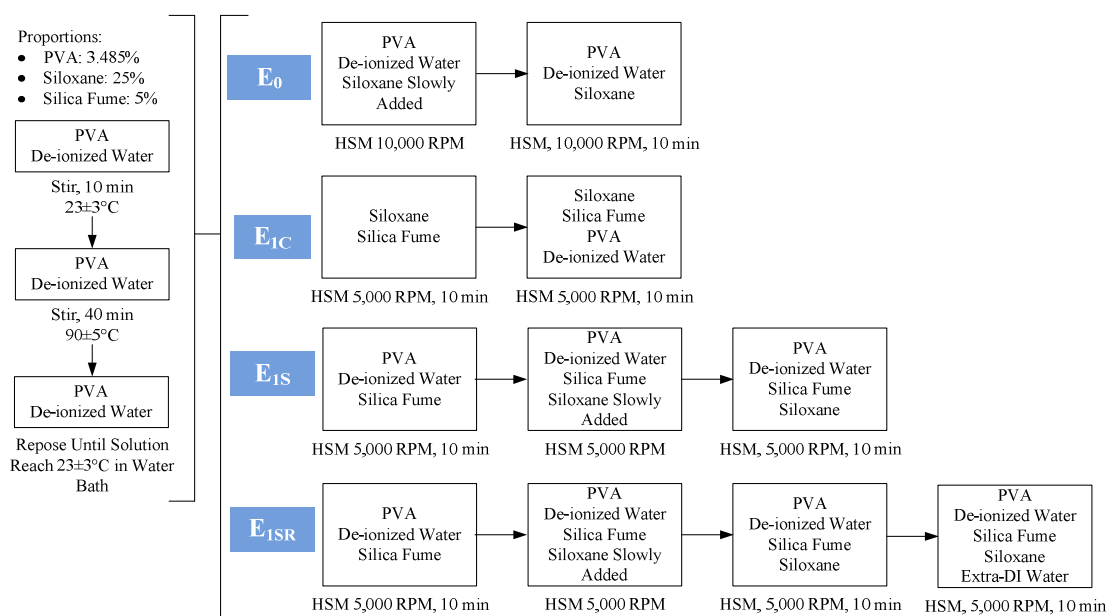 Proportions:
• PVA: 3.485%
• Siloxane: 25%
• Silica Fume: 5%
PVA
De-ionized Water
Stir, 10 min
23±3°C
PVA
De-ionized Water
Stir, 40 min
90±5°C
PVA
De-ionized Water
Repose Until Solution
Reach 23±3°C in Water
Bath
E0
PVA
De-ionized Water
Siloxane Slowly
Added
HSM 10,000 RPM
PVA
De-ionized Water
Siloxane
HSM, 10,000 RPM, 10 min
E1C
Siloxane
Silica Fume
HSM 5,000 RPM, 10 min
Siloxane
Silica Fume
PVA
De-ionized Water
HSM 5,000 RPM, 10 min
E1S
PVA
De-ionized Water
Silica Fume
HSM 5,000 RPM, 10 min
PVA
De-ionized Water
Silica Fume
Siloxane Slowly
Added
HSM 5,000 RPM
PVA
De-ionized Water
Silica Fume
Siloxane
HSM, 5,000 RPM, 10 min
E1SR
PVA
De-ionized Water
Silica Fume
HSM 5,000 RPM, 10 min
PVA
De-ionized Water
Silica Fume
Siloxane Slowly
Added
HSM 5,000 RPM
PVA
De-ionized Water
Silica Fume
Siloxane
HSM, 5,000 RPM, 10 min
PVA
De-ionized Water
Silica Fume
Siloxane
Extra-DI Water
HSM, 5,000 RPM, 10 min